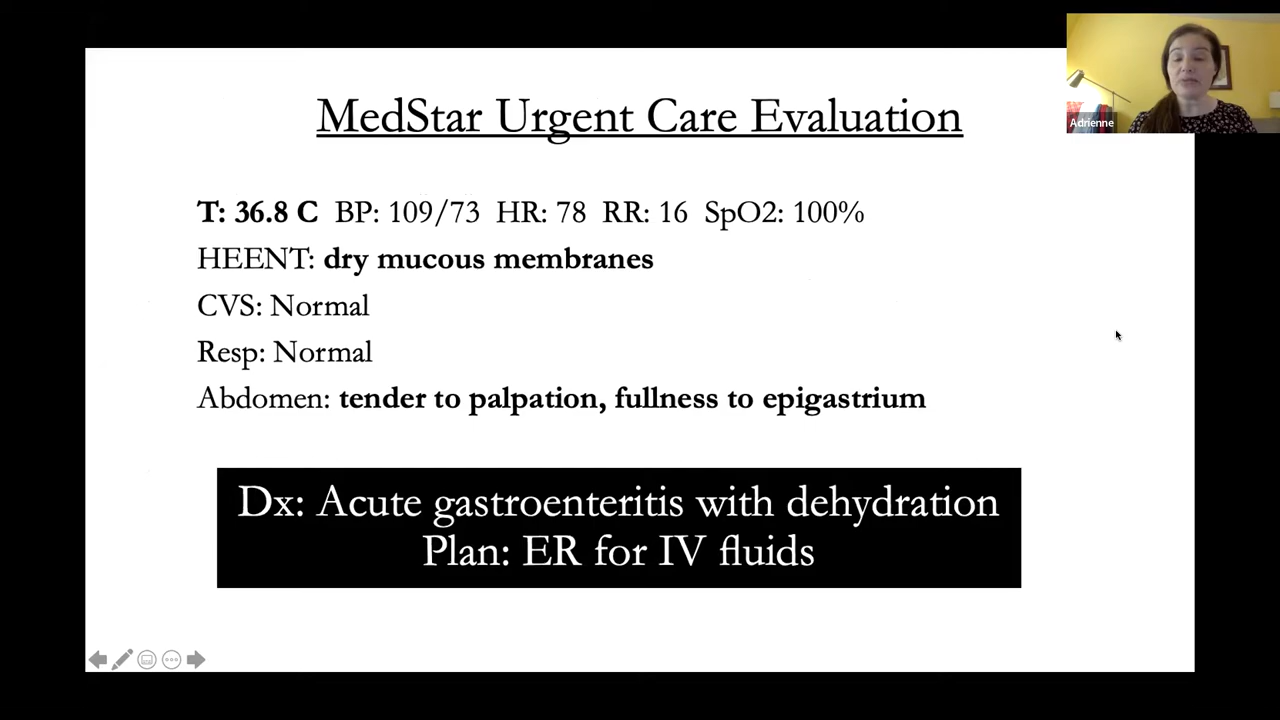 MedStar Urgent Care Evaluation
Adrienne
T: 36.8 C BP: 109/73 HR: 78 RR: 16 SpO2: 100%
HEENT: dry mucous membranes
CVS: Normal
Resp: Normal
Abdomen: tender to palpation, fullness to epigastrium
Dx: Acute gastroenteritis with dehydration
Plan: ER for IV fluids